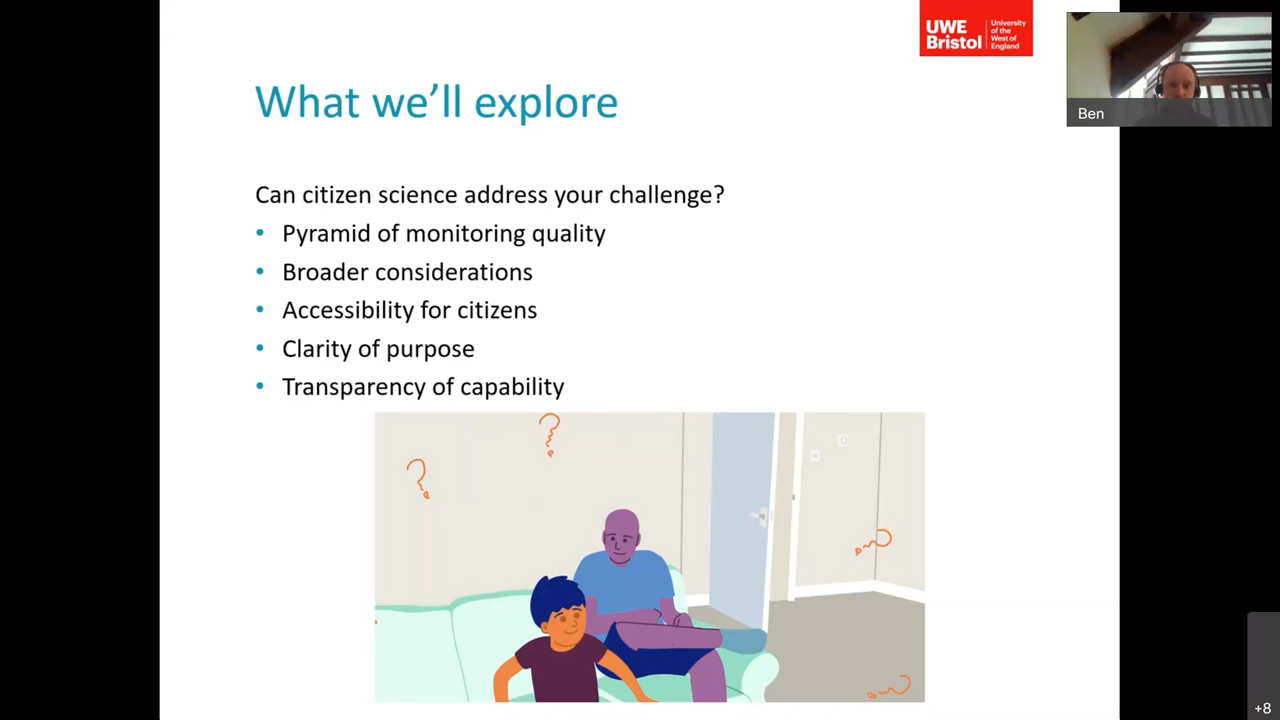 UWE Bristol
University of the West of England
Ben
What we'll explore
Can citizen science address your challenge?
• Pyramid of monitoring quality
• Broader considerations
• Accessibility for citizens
• Clarity of purpose
• Transparency of capability
? ? ? ?
+8